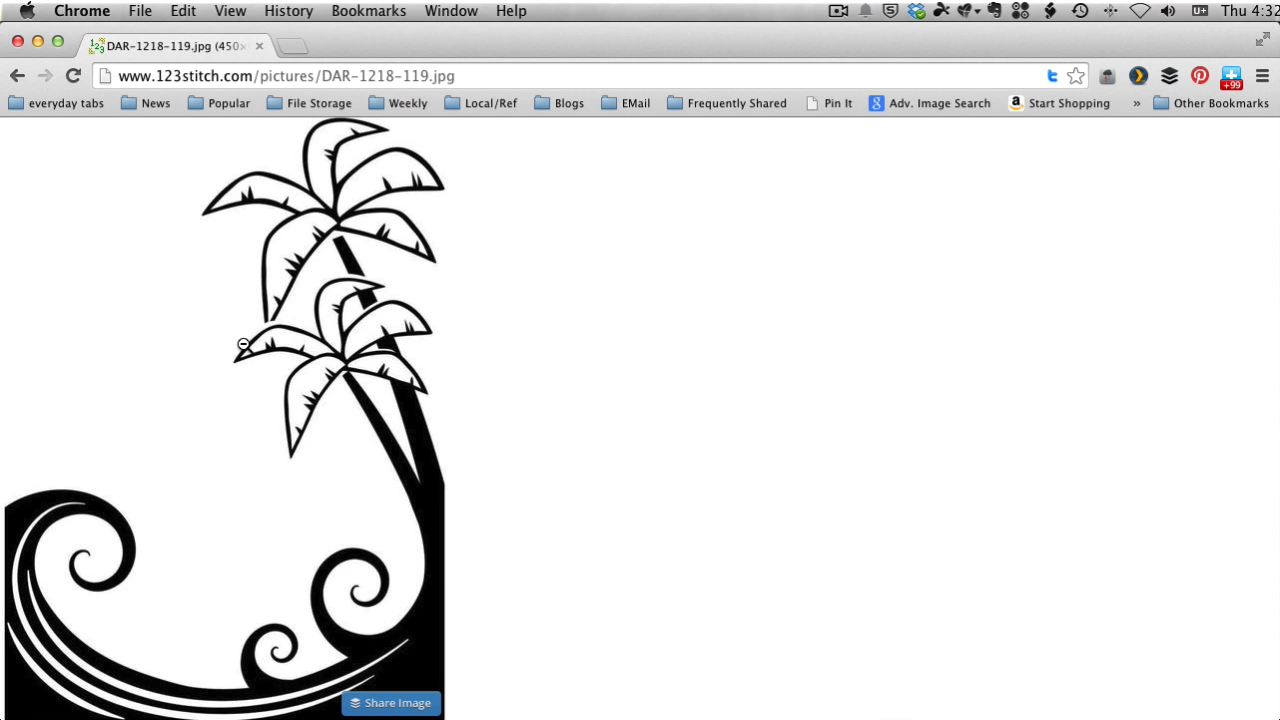 Chrome File Edit View History Bookmarks Window Help Thu 4:32
DAR-1218-119.jpg (450×
www.123stitch.com/pictures/DAR-1218-119.jpg
+99
everyday tabs News Popular File Storage Weekly Local/Ref Blogs EMail Frequently Shared Pin It Adv. Image Search Start Shopping » Other Bookmarks
Share Image